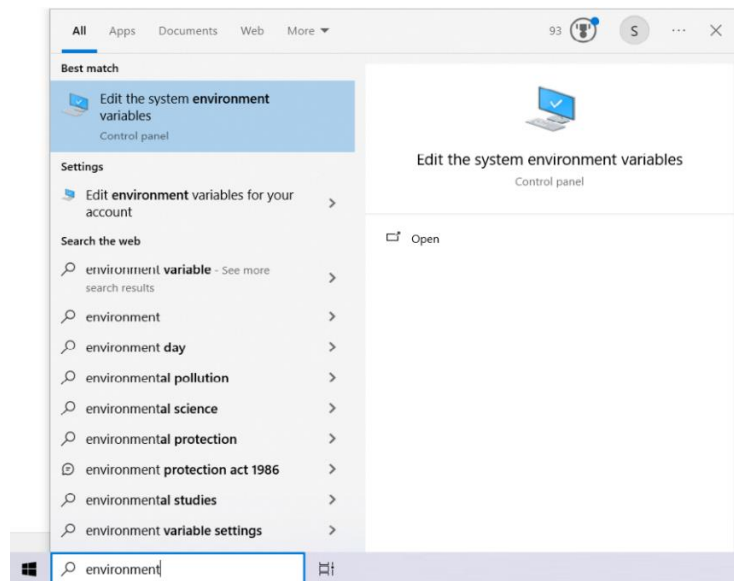 All Apps Documents Web More
93 S ...
Best match
Edit the system environment
variables
Control panel
Settings
Edit environment variables for your
account
Search the web
environment variable - See more
search results
environment
environment day
environmental pollution
environmental science
environmental protection
environment protection act 1986
environmental studies
environment variable settings
Edit the system environment variables
Control panel
Open
environment